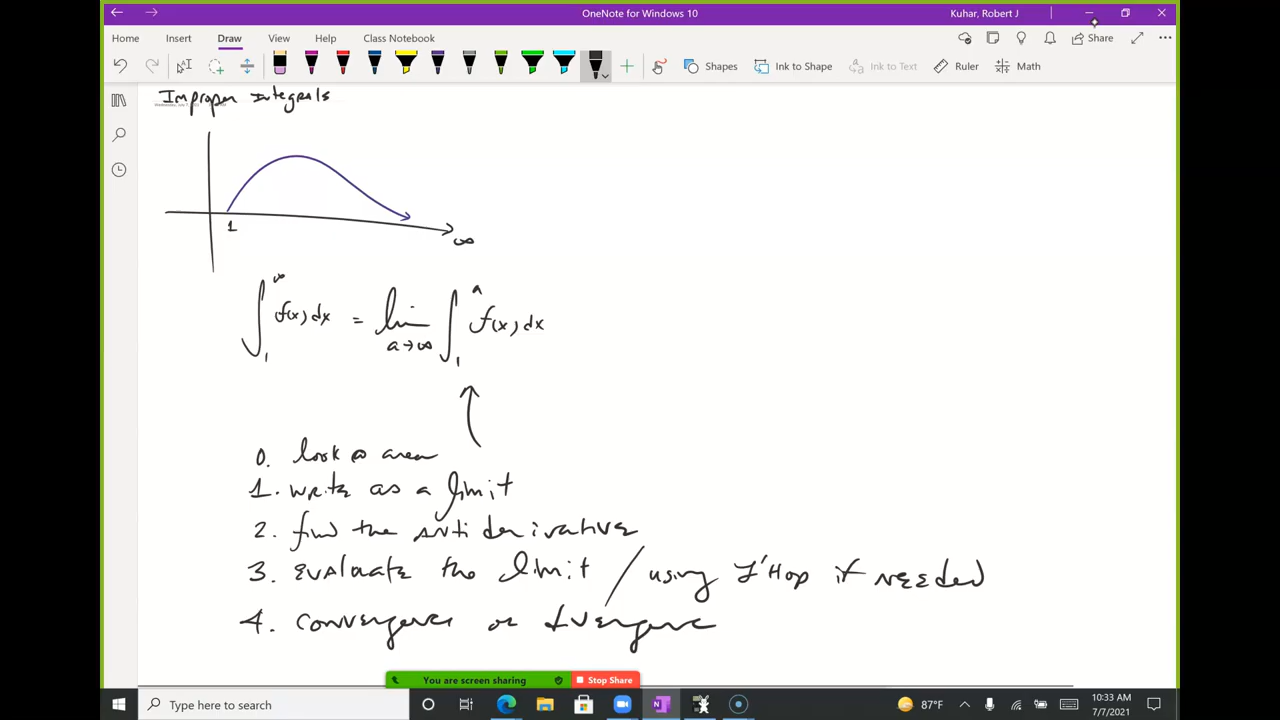 OneNote for Windows 10
Kuhar, Robert J
Home Insert Draw View Help Class Notebook
Share
Shapes Ink to Shape Ink to Text Ruler Math
Improper Integrals
1
∞
∫₁^∞ f(x) dx = lim a→∞ ∫₁^a f(x) dx
0. look @ area
1. write as a limit
2. find the anti derivative
3. evaluate the limit / using L'Hop if needed
4. convergence or divergence
You are screen sharing Stop Share
Type here to search
87°F
10:33 AM
7/7/2021